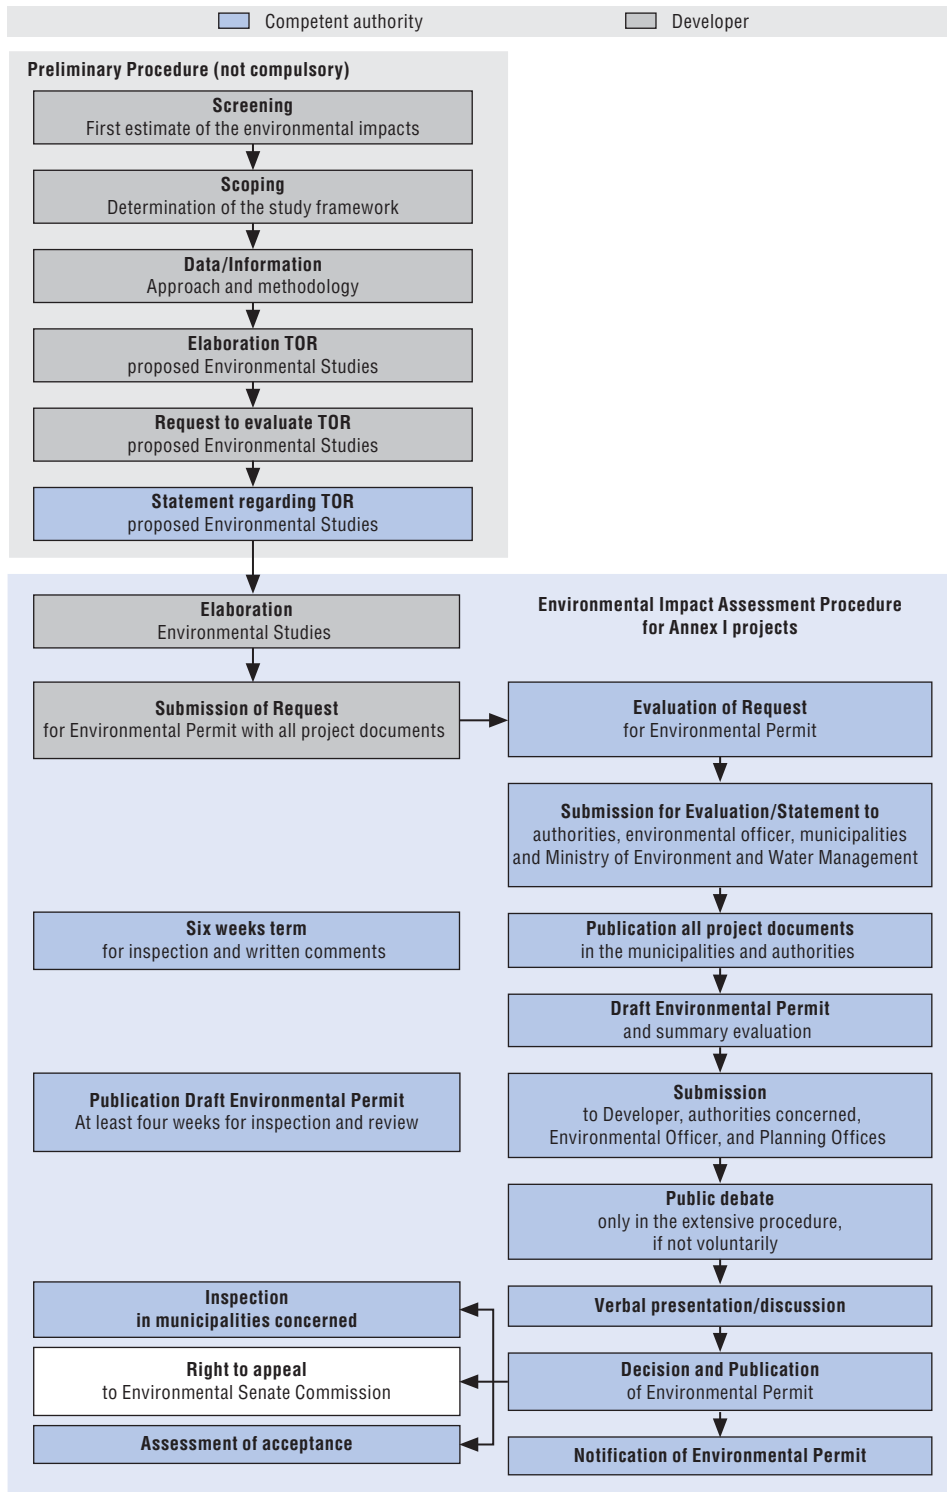 Competent authority
Developer
Preliminary Procedure (not compulsory)
Screening
First estimate of the environmental impacts
Scoping
Determination of the study framework
Data/Information
Approach and methodology
Elaboration TOR
proposed Environmental Studies
Request to evaluate TOR
proposed Environmental Studies
Statement regarding TOR
proposed Environmental Studies
Elaboration
Environmental Studies
Environmental Impact Assessment Procedure
for Annex I projects
Submission of Request
for Environmental Permit with all project documents
Evaluation of Request
for Environmental Permit
Submission for Evaluation/Statement to
authorities, environmental officer, municipalities
and Ministry of Environment and Water Management
Six weeks term
for inspection and written comments
Publication all project documents
in the municipalities and authorities
Draft Environmental Permit
and summary evaluation
Publication Draft Environmental Permit
At least four weeks for inspection and review
Submission
to Developer, authorities concerned,
Environmental Officer, and Planning Offices
Public debate
only in the extensive procedure,
if not voluntarily
Inspection
in municipalities concerned
Verbal presentation/discussion
Right to appeal
to Environmental Senate Commission
Decision and Publication
of Environmental Permit
Assessment of acceptance
Notification of Environmental Permit